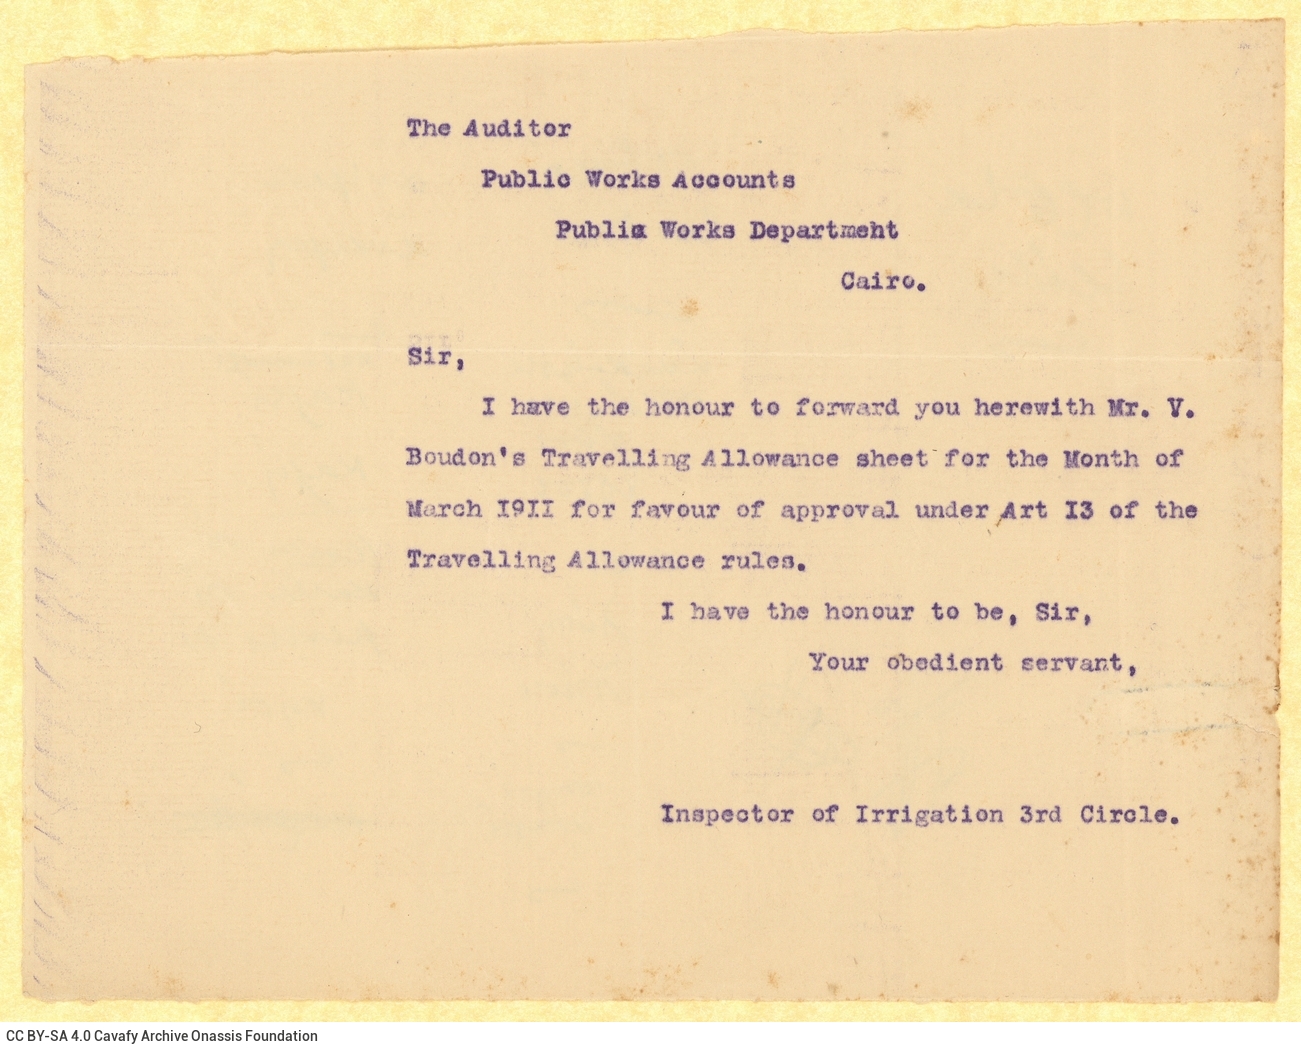 The Auditor
Public Works Accounts
Public Works Department
Cairo.
Sir,
I have the honour to forward you herewith Mr. V.
Boudon's Travelling Allowance sheet for the Month of
March I9II for favour of approval under Art I3 of the
Travelling Allowance rules.
I have the honour to be, Sir,
Your obedient servant,
Inspector of Irrigation 3rd Circle.
CC BY-SA 4.0 Cavafy Archive Onassis Foundation